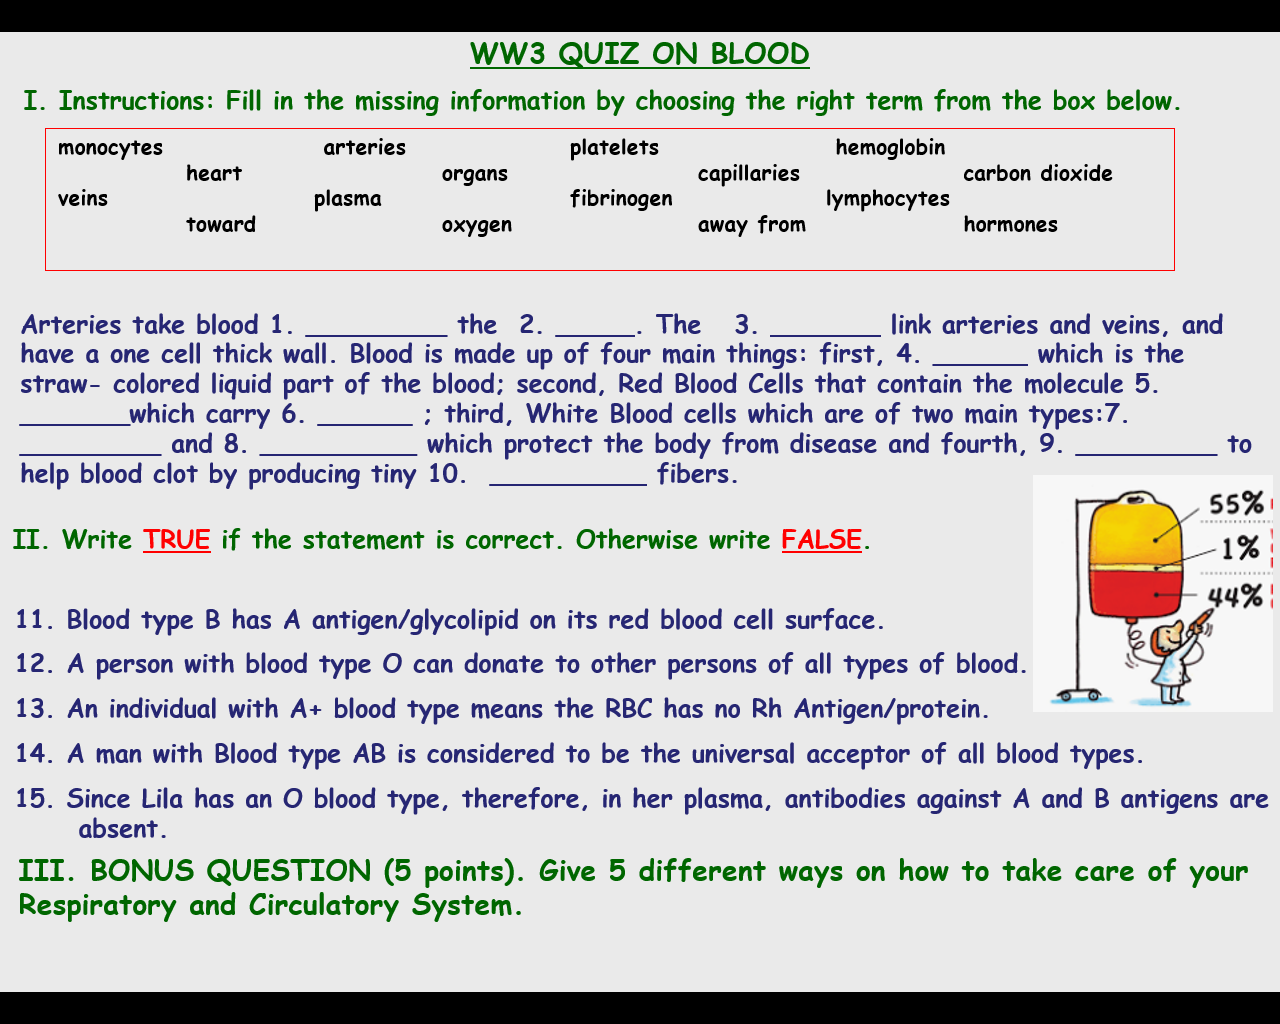 WW3 QUIZ ON BLOOD
I. Instructions: Fill in the missing information by choosing the right term from the box below.
monocytes arteries platelets hemoglobin
heart organs capillaries carbon dioxide
veins plasma fibrinogen lymphocytes
toward oxygen away from hormones
Arteries take blood 1. _________ the 2. _____. The 3. _______ link arteries and veins, and
have a one cell thick wall. Blood is made up of four main things: first, 4. ______ which is the
straw- colored liquid part of the blood; second, Red Blood Cells that contain the molecule 5.
_______which carry 6. ______ ; third, White Blood cells which are of two main types:7.
_________ and 8. __________ which protect the body from disease and fourth, 9. _________ to
help blood clot by producing tiny 10. __________ fibers.
55%
1%
44%
II. Write TRUE if the statement is correct. Otherwise write FALSE.
11. Blood type B has A antigen/glycolipid on its red blood cell surface.
12. A person with blood type O can donate to other persons of all types of blood.
13. An individual with A+ blood type means the RBC has no Rh Antigen/protein.
14. A man with Blood type AB is considered to be the universal acceptor of all blood types.
15. Since Lila has an O blood type, therefore, in her plasma, antibodies against A and B antigens are
absent.
III. BONUS QUESTION (5 points). Give 5 different ways on how to take care of your
Respiratory and Circulatory System.